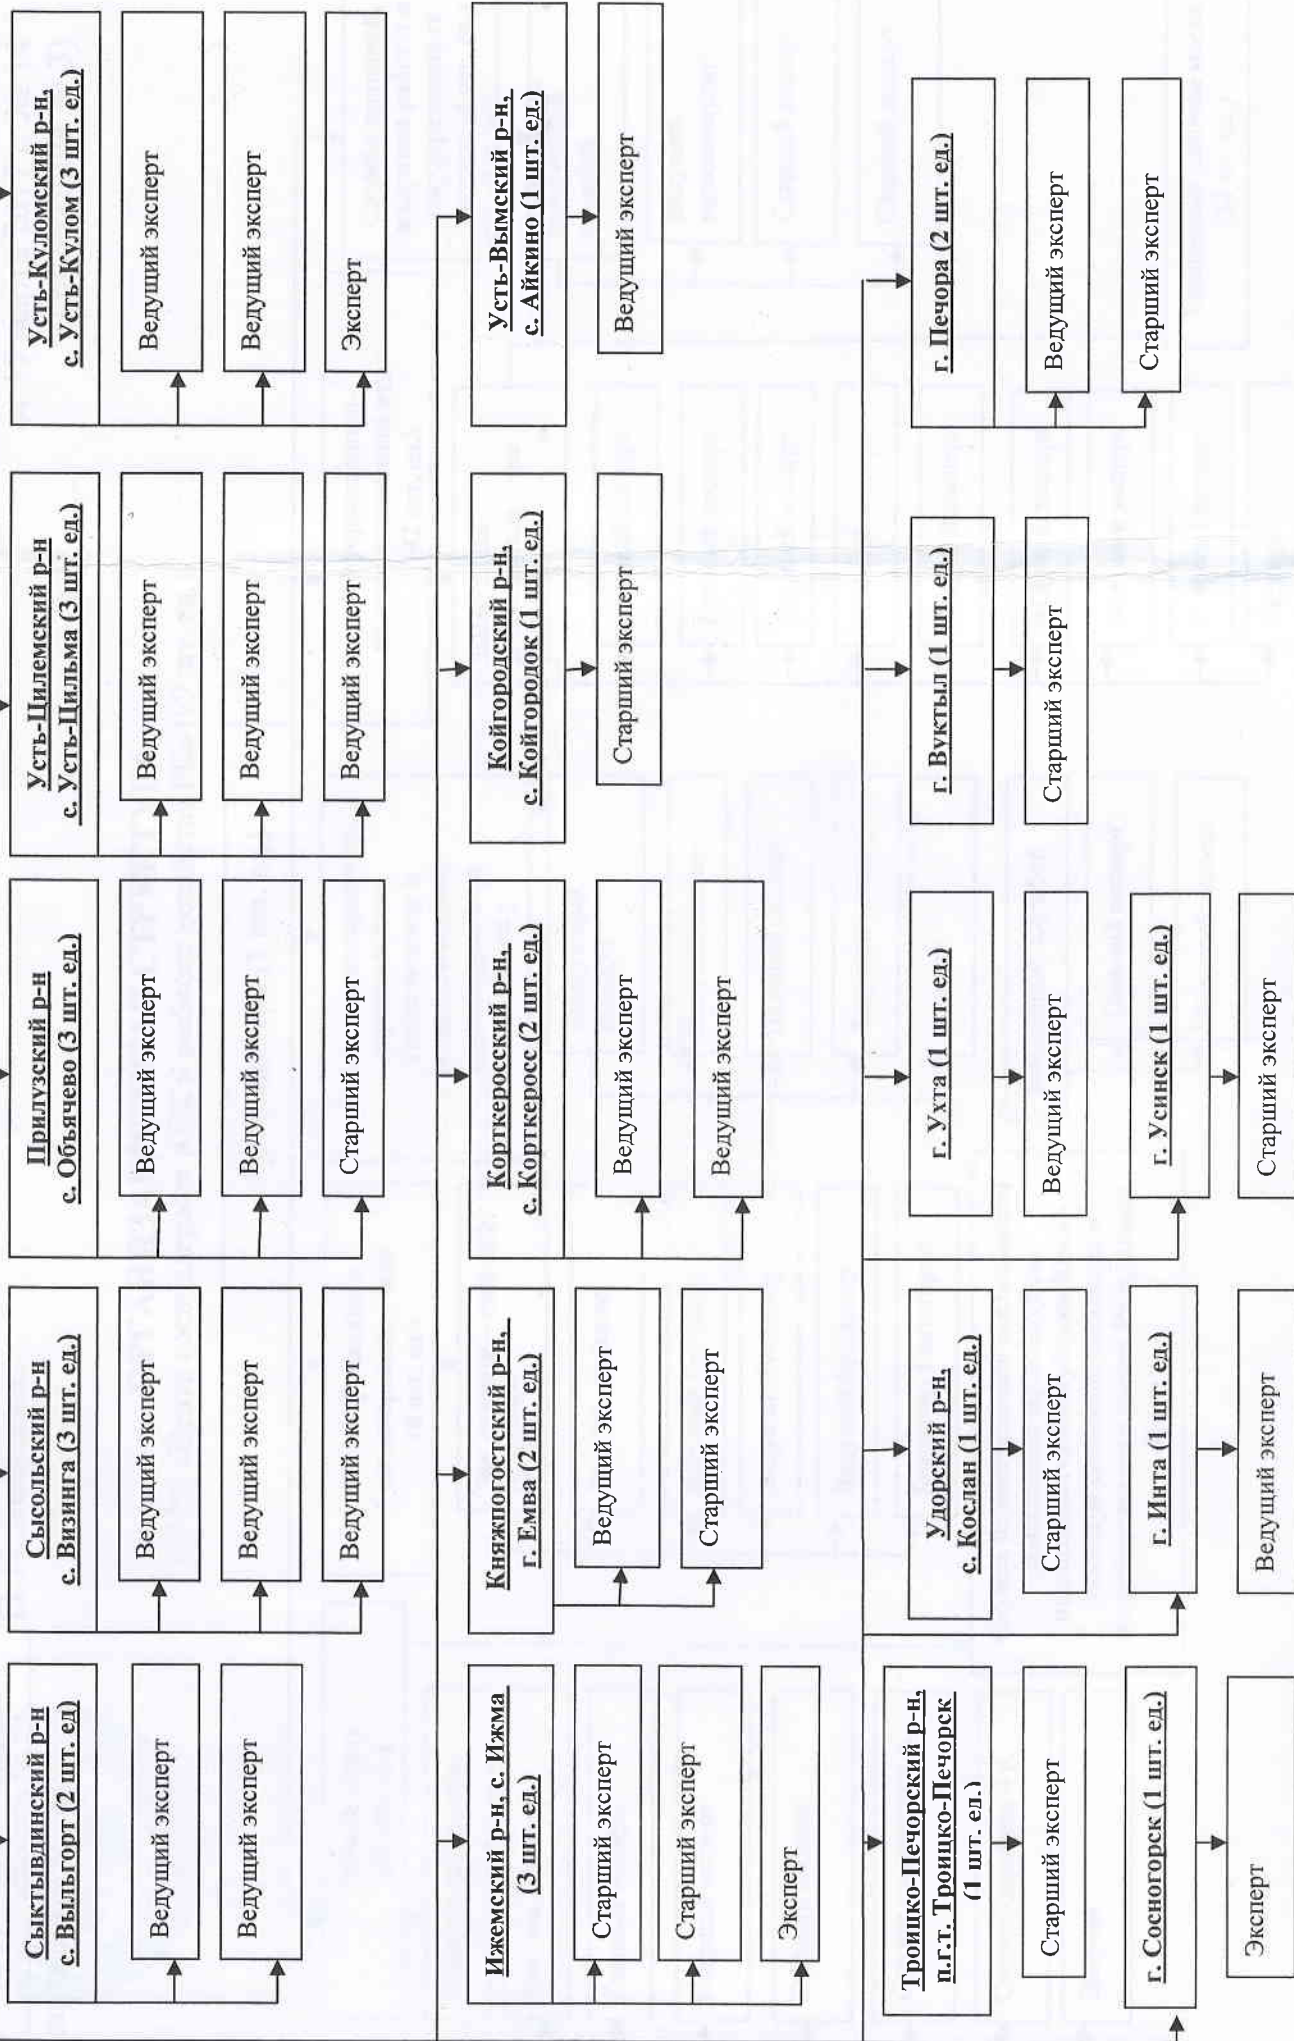 Сыктывдинский р-н
с. Выльгорт (2 шт. ед)
Ведущий эксперт
Ведущий эксперт
Сысольский р-н
с. Визинга (3 шт. ед.)
Ведущий эксперт
Ведущий эксперт
Ведущий эксперт
Прилузский р-н
с. Объячево (3 шт. ед.)
Ведущий эксперт
Ведущий эксперт
Старший эксперт
Усть-Цилемский р-н
с. Усть-Цильма (3 шт. ед.)
Ведущий эксперт
Ведущий эксперт
Ведущий эксперт
Усть-Куломский р-н,
с. Усть-Кулом (3 шт. ед.)
Ведущий эксперт
Ведущий эксперт
Эксперт
Ижемский р-н, с. Ижма
(3 шт. ед.)
Старший эксперт
Старший эксперт
Эксперт
Княжпогостский р-н,
г. Емва (2 шт. ед.)
Ведущий эксперт
Старший эксперт
Корткеросский р-н,
с. Корткеросс (2 шт. ед.)
Ведущий эксперт
Ведущий эксперт
Койгородский р-н,
с. Койгородок (1 шт. ед.)
Старший эксперт
Усть-Вымский р-н,
с. Айкино (1 шт. ед.)
Ведущий эксперт
Троицко-Печорский р-н,
п.г.т. Троицко-Печорск
(1 шт. ед.)
Старший эксперт
Удорский р-н,
с. Кослан (1 шт. ед.)
Старший эксперт
г. Ухта (1 шт. ед.)
Ведущий эксперт
г. Вуктыл (1 шт. ед.)
Старший эксперт
г. Печора (2 шт. ед.)
Ведущий эксперт
Старший эксперт
г. Сосногорск (1 шт. ед.)
Эксперт
г. Инта (1 шт. ед.)
Ведущий эксперт
г. Усинск (1 шт. ед.)
Старший эксперт